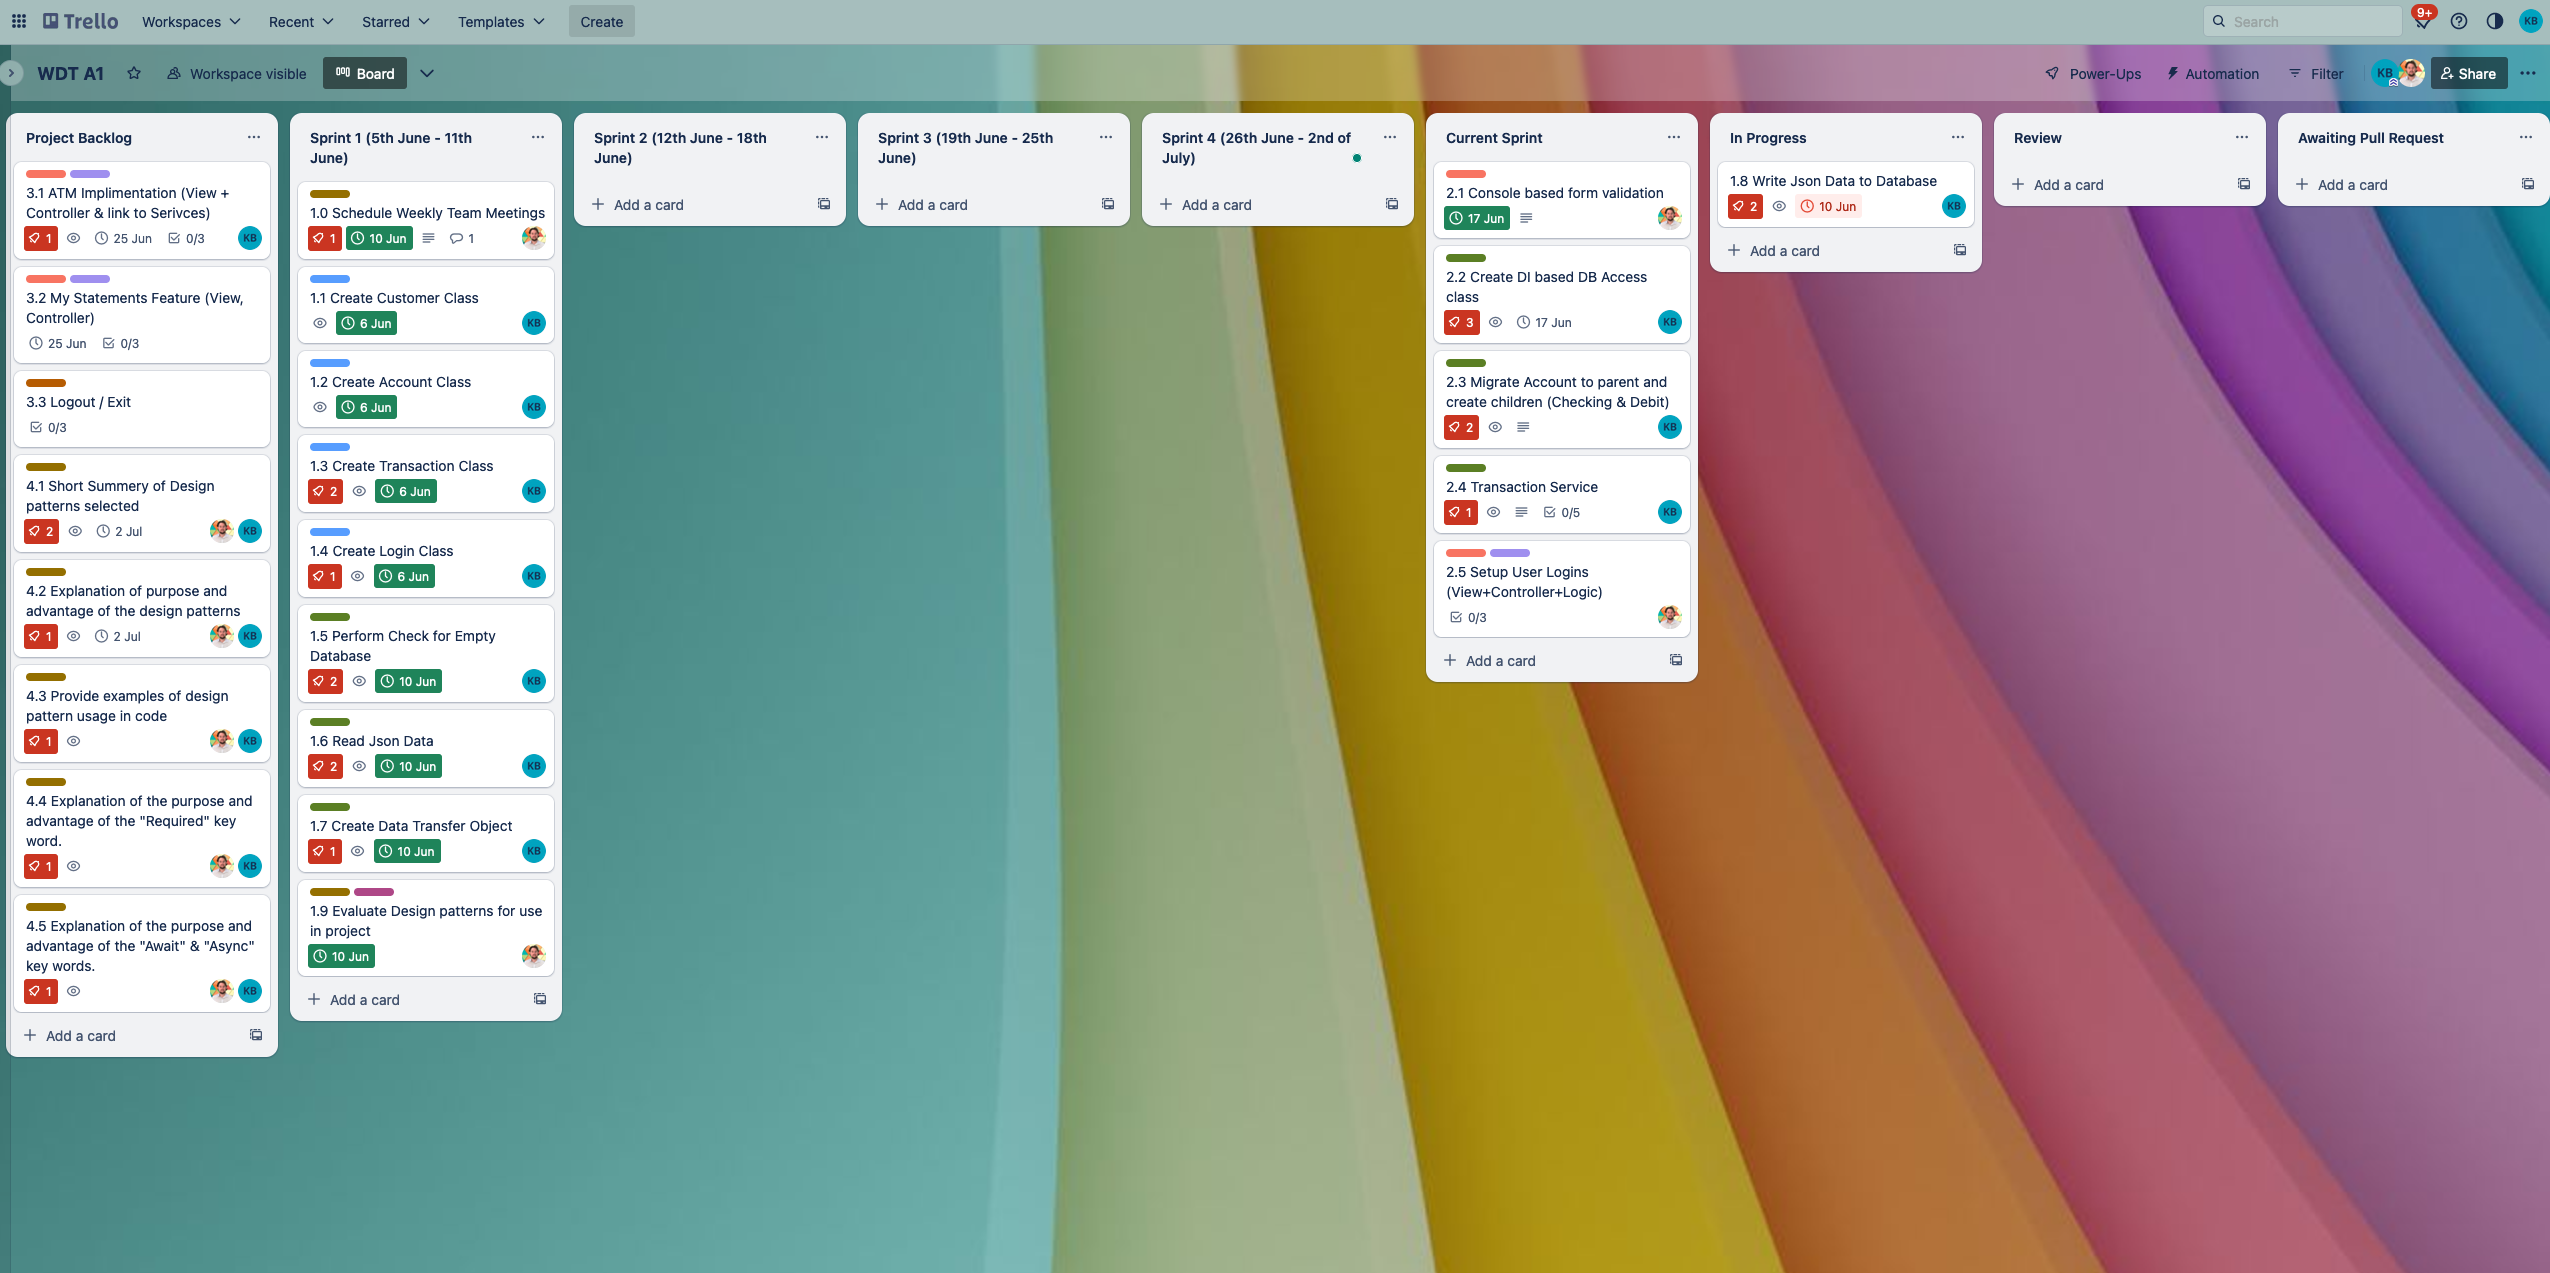 Trello
Workspaces
Recent
Starred
Templates
Create
Search
9+
KB
WDT A1
Workspace visible
Board
Power-Ups
Automation
Filter
KB
Share
Project Backlog
3.1 ATM Implimentation (View +
Controller & link to Serivces)
1
25 Jun
0/3
KB
3.2 My Statements Feature (View,
Controller)
25 Jun
0/3
3.3 Logout / Exit
0/3
4.1 Short Summery of Design
patterns selected
2
2 Jul
KB
4.2 Explanation of purpose and
advantage of the design patterns
1
2 Jul
KB
4.3 Provide examples of design
pattern usage in code
1
KB
4.4 Explanation of the purpose and
advantage of the "Required" key
word.
1
KB
4.5 Explanation of the purpose and
advantage of the "Await" & "Async"
key words.
1
KB
Add a card
Sprint 1 (5th June - 11th
June)
1.0 Schedule Weekly Team Meetings
1
10 Jun
1
1.1 Create Customer Class
6 Jun
KB
1.2 Create Account Class
6 Jun
KB
1.3 Create Transaction Class
2
6 Jun
KB
1.4 Create Login Class
1
6 Jun
KB
1.5 Perform Check for Empty
Database
2
10 Jun
KB
1.6 Read Json Data
2
10 Jun
KB
1.7 Create Data Transfer Object
1
10 Jun
KB
1.9 Evaluate Design patterns for use
in project
10 Jun
Add a card
Sprint 2 (12th June - 18th
June)
Add a card
Sprint 3 (19th June - 25th
June)
Add a card
Sprint 4 (26th June - 2nd of
July)
Add a card
Current Sprint
2.1 Console based form validation
17 Jun
2.2 Create DI based DB Access
class
3
17 Jun
KB
2.3 Migrate Account to parent and
create children (Checking & Debit)
2
KB
2.4 Transaction Service
1
0/5
KB
2.5 Setup User Logins
(View+Controller+Logic)
0/3
Add a card
In Progress
1.8 Write Json Data to Database
2
10 Jun
KB
Add a card
Review
Add a card
Awaiting Pull Request
Add a card